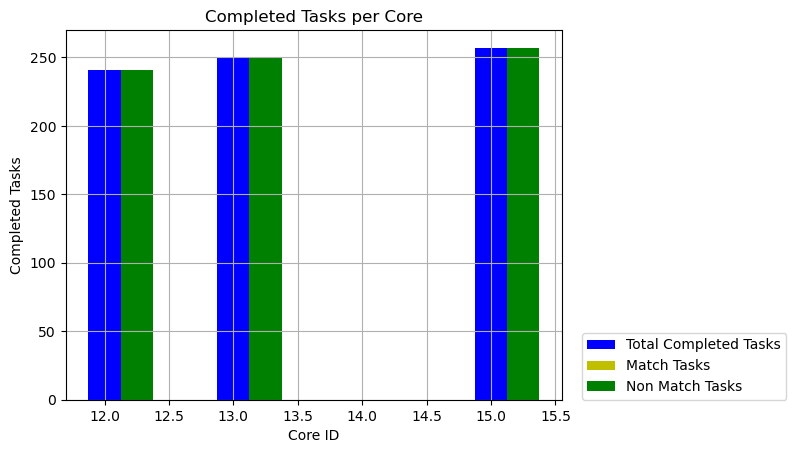 Completed Tasks per Core
Completed Tasks
250
200
150
100
50
0
12.0 12.5 13.0 13.5 14.0 14.5 15.0 15.5
Core ID
Total Completed Tasks
Match Tasks
Non Match Tasks